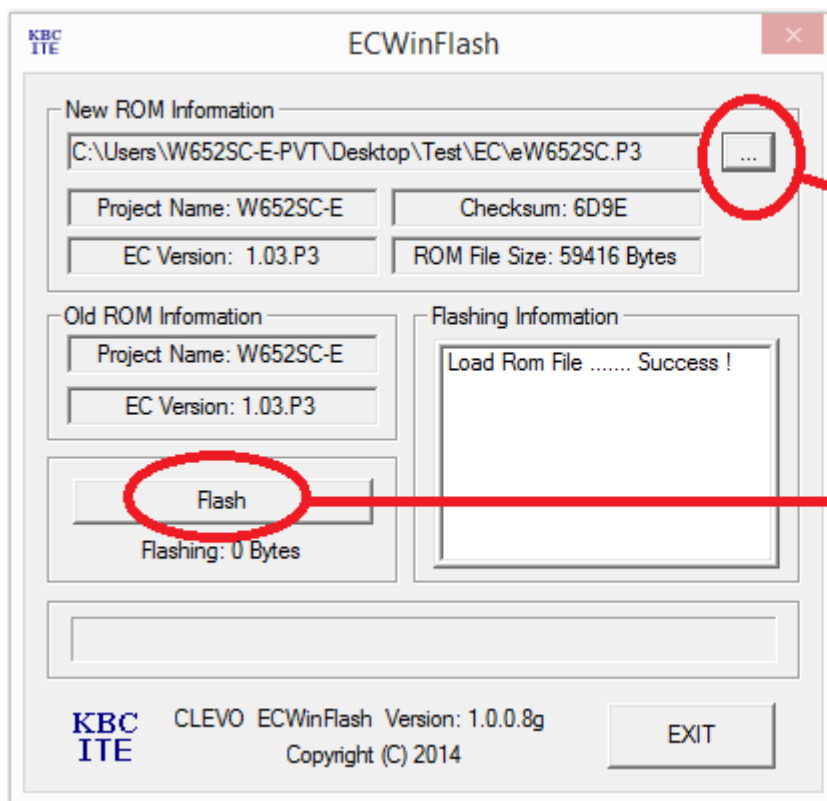 KBC
ITE
ECWinFlash
New ROM Information
C:\Users\W652SC-E-PVT\Desktop\Test\EC\eW652SC.P3
...
Project Name: W652SC-E
Checksum: 6D9E
EC Version: 1.03.P3
ROM File Size: 59416 Bytes
Old ROM Information
Project Name: W652SC-E
EC Version: 1.03.P3
Flashing Information
Load Rom File ....... Success !
Flash
Flashing: 0 Bytes
KBC
ITE
CLEVO ECWinFlash Version: 1.0.0.8g
Copyright (C) 2014
EXIT